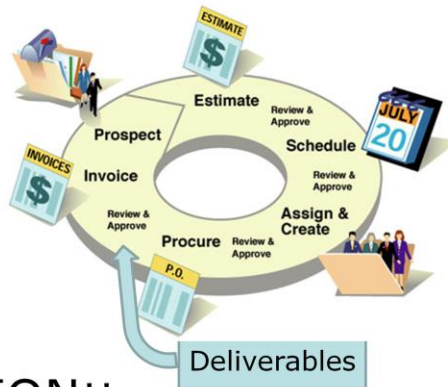 ESTIMATE
$
Estimate
Review &
Approve
JULY
20
Schedule
Review &
Approve
Assign &
Create
Review &
Approve
Procure
P.O.
Review &
Approve
Invoice
INVOICES
$
Prospect
Deliverables